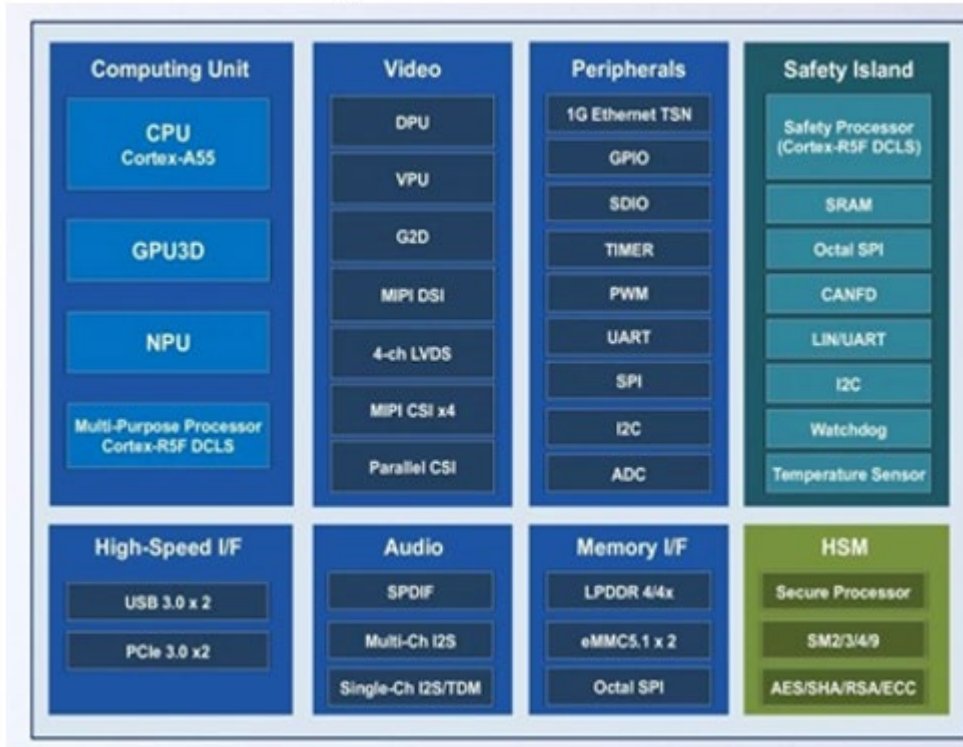 Computing Unit
CPU
Cortex-A55
GPU3D
NPU
Multi-Purpose Processor
Cortex-R5F DCLS
Video
DPU
VPU
G2D
MIPI DSI
4-ch LVDS
MIPI CSI x4
Parallel CSI
Peripherals
1G Ethernet TSN
GPIO
SDIO
TIMER
PWM
UART
SPI
I2C
ADC
Safety Island
Safety Processor
(Cortex-R5F DCLS)
SRAM
Octal SPI
CANFD
LIN/UART
I2C
Watchdog
Temperature Sensor
High-Speed I/F
USB 3.0 x 2
PCIe 3.0 x2
Audio
SPDIF
Multi-Ch I2S
Single-Ch I2S/TDM
Memory I/F
LPDDR 4/4x
eMMC5.1 x 2
Octal SPI
HSM
Secure Processor
SM2/3/4/9
AES/SHA/RSA/ECC